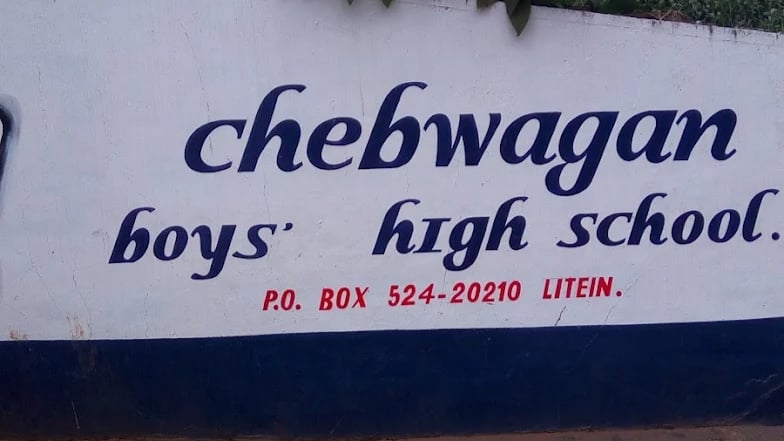 chebwagan
boys' hIgh school.
P.O. BOX 524-20210 LITEIN.